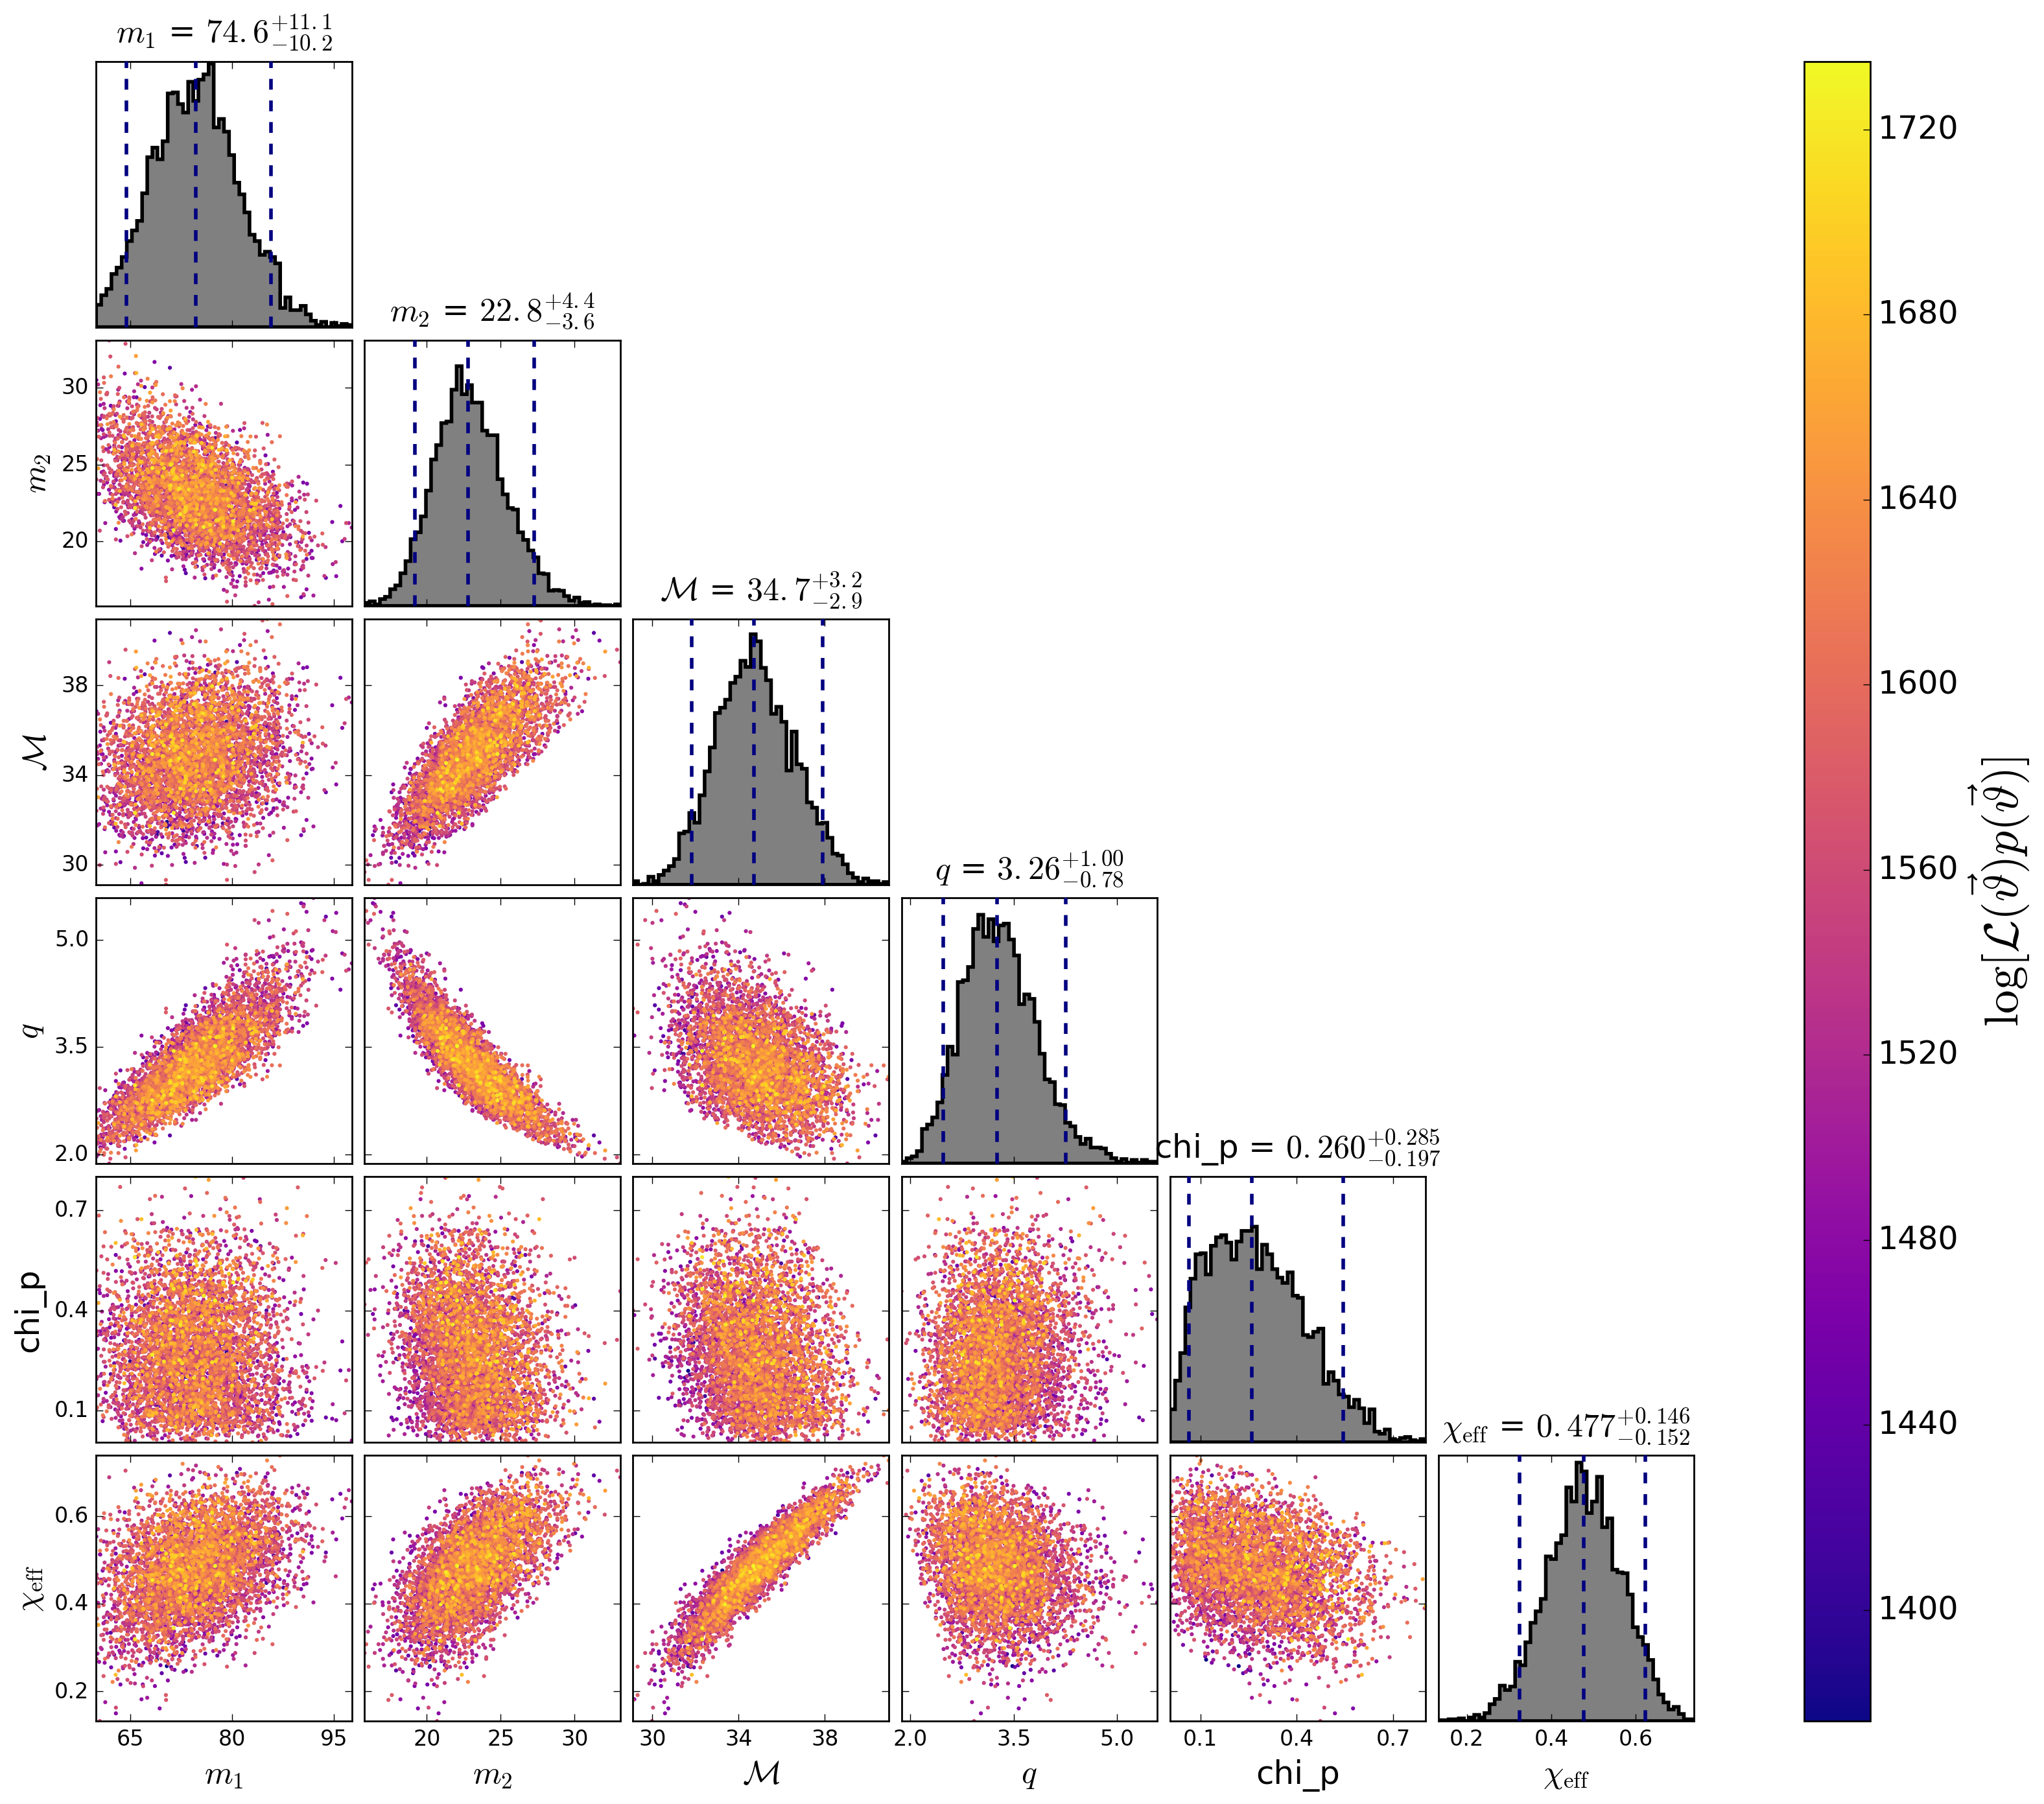 m₁ = 74.6^{+11.1}_{-10.2}
m₂ = 22.8^{+4.4}_{-3.6}
ℳ = 34.7^{+3.2}_{-2.9}
q = 3.26^{+1.00}_{-0.78}
chi_p = 0.260^{+0.285}_{-0.197}
χ_eff = 0.477^{+0.146}_{-0.152}
m₂
30
25
20
ℳ
38
34
30
q
5.0
3.5
2.0
chi_p
0.7
0.4
0.1
χ_eff
0.6
0.4
0.2
65 80 95
20 25 30
30 34 38
2.0 3.5 5.0
0.1 0.4 0.7
0.2 0.4 0.6
m₁ m₂ ℳ q chi_p χ_eff
1720
1680
1640
1600
1560
1520
1480
1440
1400
log[ℒ(ϑ⃗)p(ϑ⃗)]